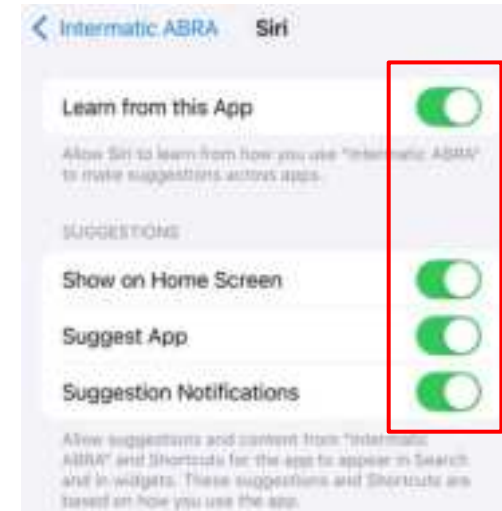 Intermatic ABRA Siri
Learn from this App
Allow Siri to learn from how you use "Intermatic ABRA"
to make suggestions across apps.
SUGGESTIONS
Show on Home Screen
Suggest App
Suggestion Notifications
Allow suggestions and content from "Intermatic
ABRA" and Shortcuts for the app to appear in Search
and in widgets. These suggestions and Shortcuts are
based on how you use the app.